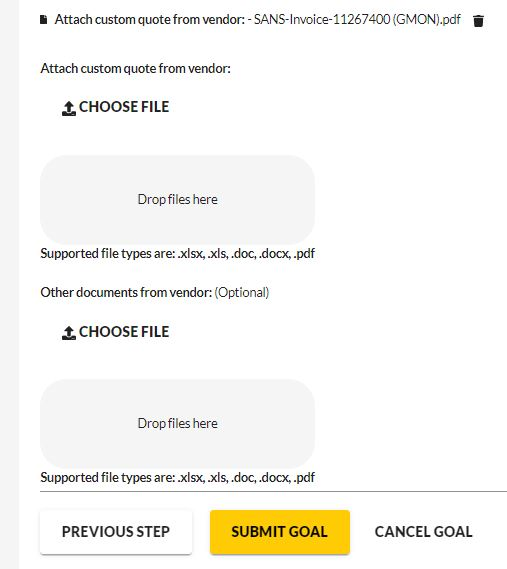 Attach custom quote from vendor: - SANS-Invoice-11267400 (GMON).pdf
Attach custom quote from vendor:
CHOOSE FILE
Drop files here
Supported file types are: .xlsx, .xls, .doc, .docx, .pdf
Other documents from vendor: (Optional)
CHOOSE FILE
Drop files here
Supported file types are: .xlsx, .xls, .doc, .docx, .pdf
PREVIOUS STEP SUBMIT GOAL CANCEL GOAL